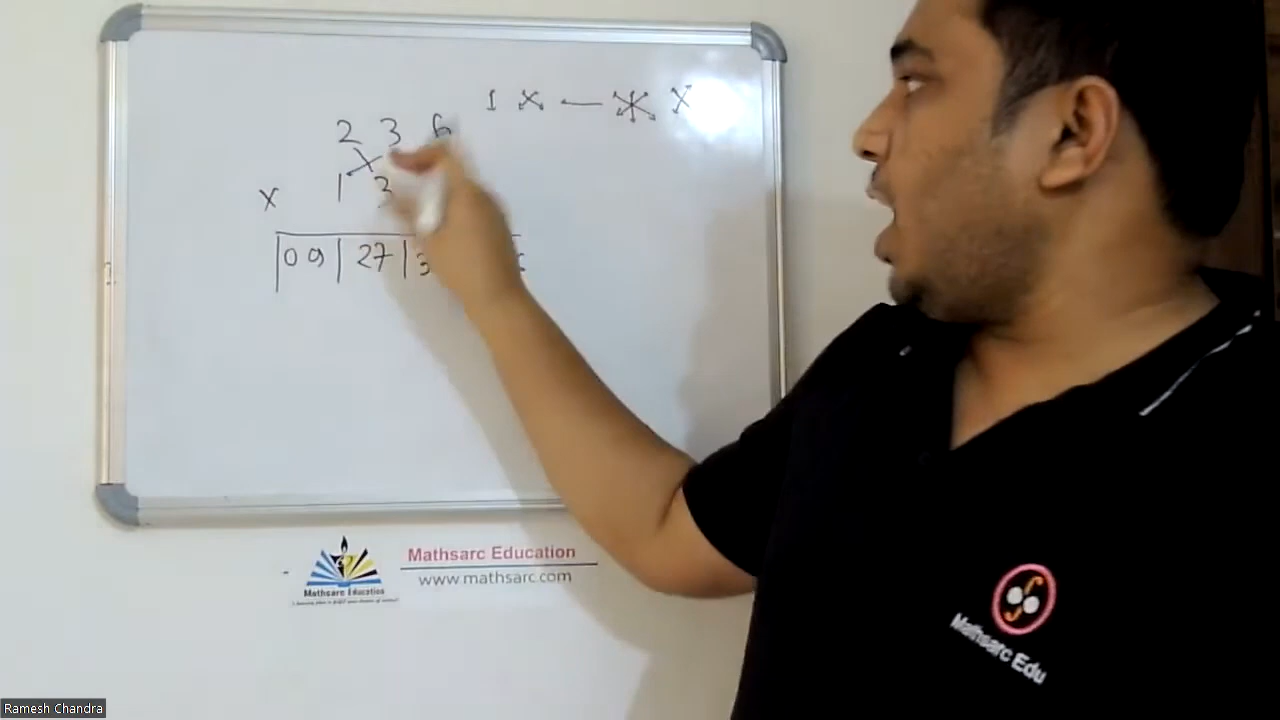 2 3 6
x 1 3
09 | 27 | 3
Mathsarc Education
www.mathsarc.com
Mathsarc Education
Mathsarc Edu
Ramesh Chandra